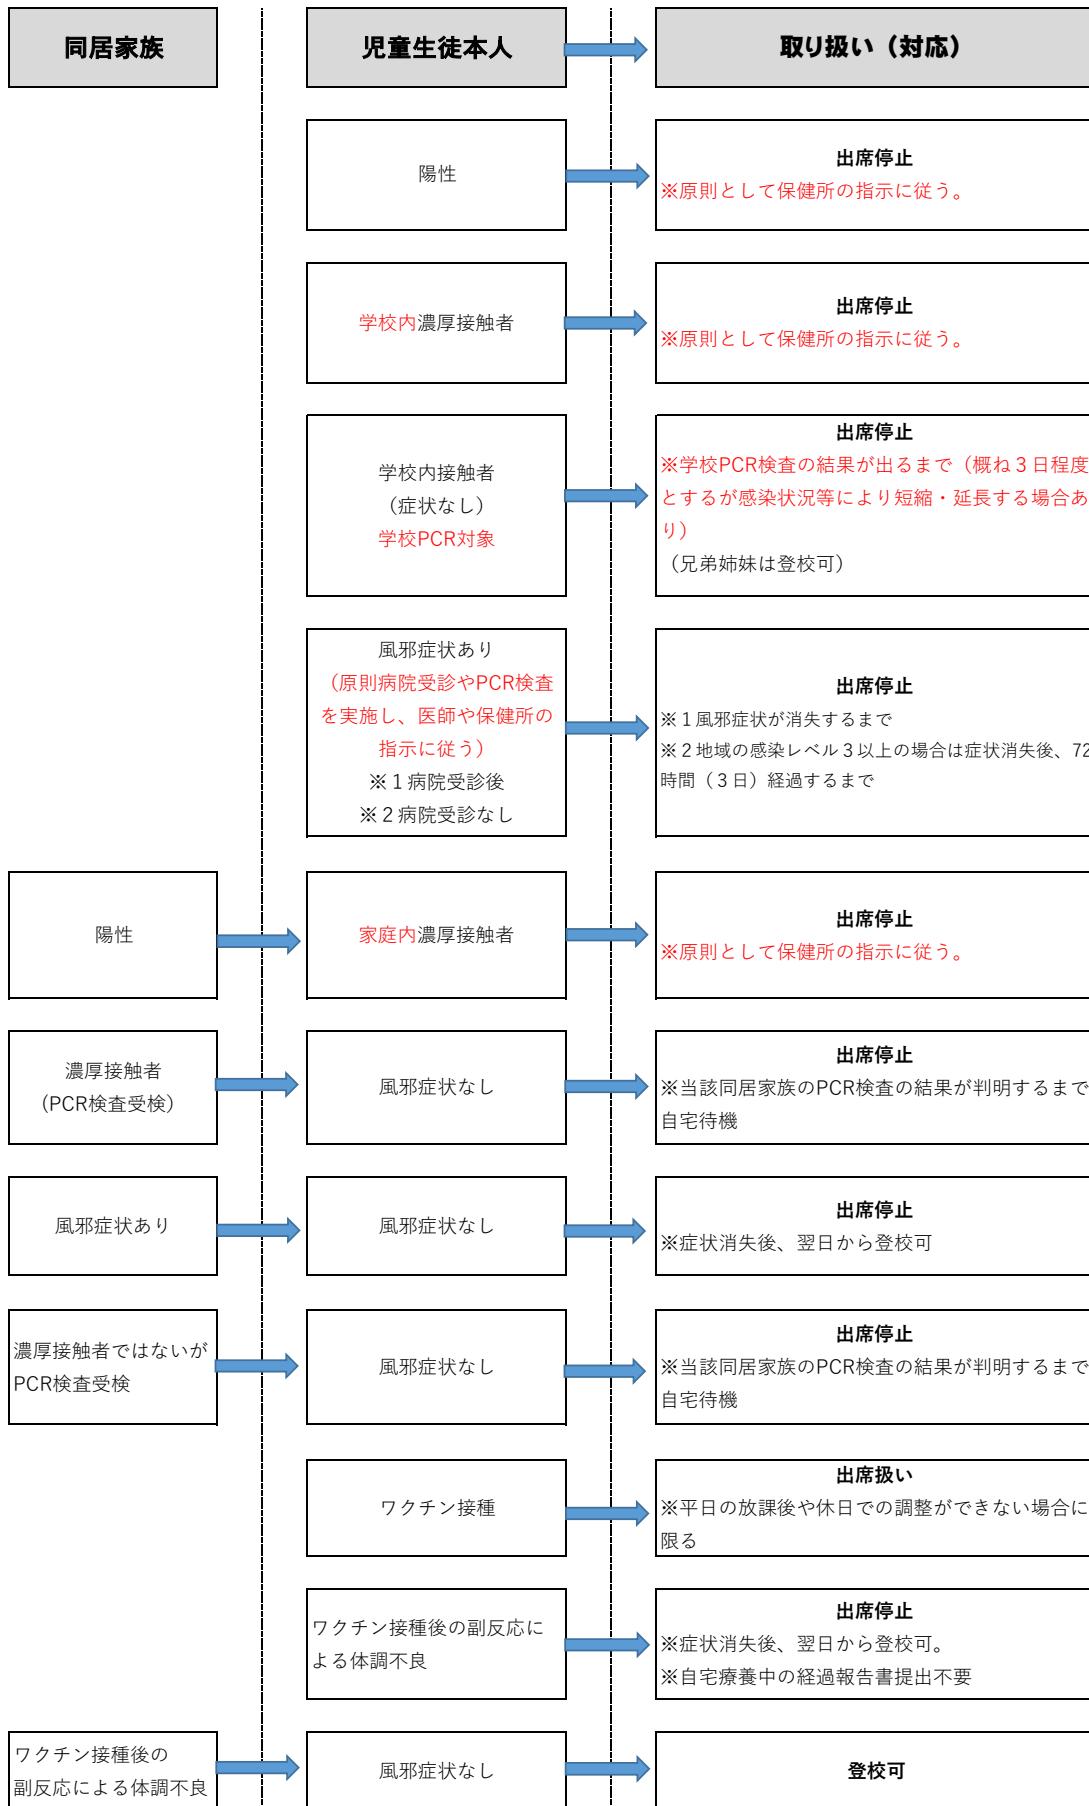 同居家族
児童生徒本人
取り扱い（対応）
陽性
出席停止
※原則として保健所の指示に従う。
学校内濃厚接触者
出席停止
※原則として保健所の指示に従う。
学校内接触者
（症状なし）
学校PCR対象
出席停止
※学校PCR検査の結果が出るまで（概ね３日程度
とするが感染状況等により短縮・延長する場合あ
り）
（兄弟姉妹は登校可）
風邪症状あり
（原則病院受診やPCR検査
を実施し、医師や保健所の
指示に従う）
※１病院受診後
※２病院受診なし
出席停止
※１風邪症状が消失するまで
※２地域の感染レベル３以上の場合は症状消失後、72
時間（３日）経過するまで
陽性
家庭内濃厚接触者
出席停止
※原則として保健所の指示に従う。
濃厚接触者
（PCR検査受検）
風邪症状なし
出席停止
※当該同居家族のPCR検査の結果が判明するまで
自宅待機
風邪症状あり
風邪症状なし
出席停止
※症状消失後、翌日から登校可
濃厚接触者ではないが
PCR検査受検
風邪症状なし
出席停止
※当該同居家族のPCR検査の結果が判明するまで
自宅待機
ワクチン接種
出席扱い
※平日の放課後や休日での調整ができない場合に
限る
ワクチン接種後の副反応に
よる体調不良
出席停止
※症状消失後、翌日から登校可。
※自宅療養中の経過報告書提出不要
ワクチン接種後の
副反応による体調不良
風邪症状なし
登校可